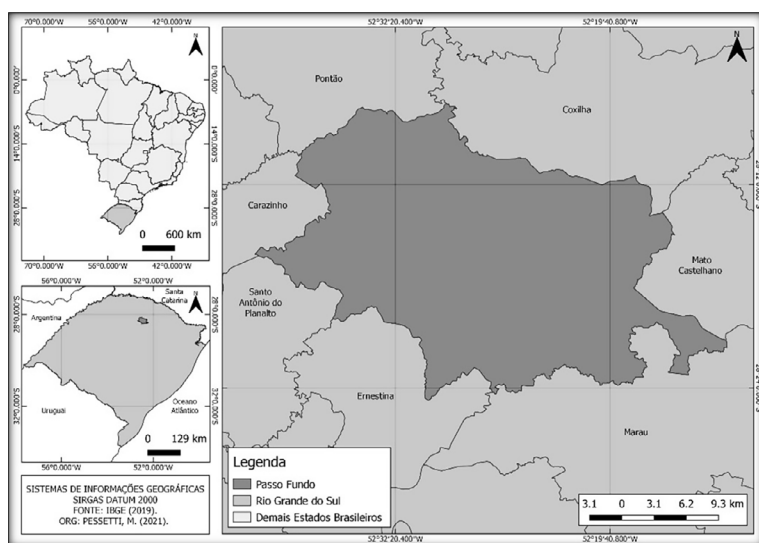 70°0.000'W 56°0.000'W 42°0.000'W
N
0°0.000'
14°0.000'S
28°0.000'S
0 600 km
70°0.000'W 56°0.000'W 42°0.000'W
56°0.000'W 52°0.000'W
Santa
Catarina
N
Argentina
28°0.000'S
32°0.000'S
Uruguai
Oceano
Atlântico
0 129 km
56°0.000'W 52°0.000'W
SISTEMAS DE INFORMAÇÕES GEOGRÁFICAS
SIRGAS DATUM 2000
FONTE: IBGE (2019).
ORG: PESSETTI, M. (2021).
52°32'20.400"W 52°19'40.800"W
N
Pontão
Coxilha
Carazinho
Mato
Castelhano
Santo
Antônio do
Planalto
Ernestina
Marau
Legenda
Passo Fundo
Rio Grande do Sul
Demais Estados Brasileiros
3.1 0 3.1 6.2 9.3 km
52°32'20.400"W 52°19'40.800"W